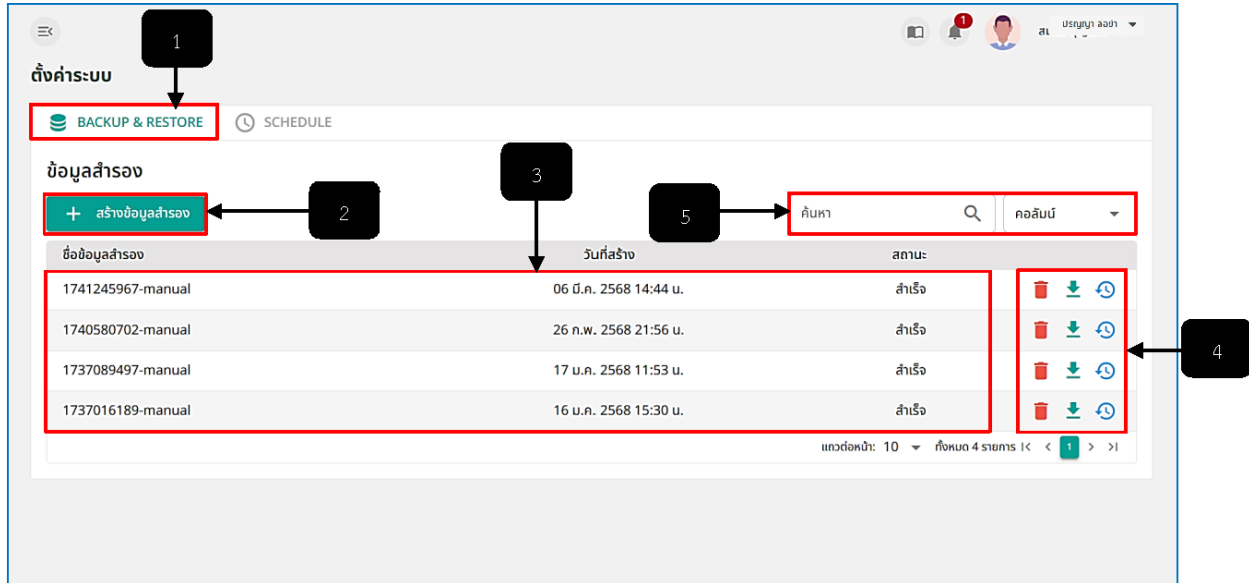 1
1
ปรญญา ลอยา
ตั้งค่าระบบ
BACKUP & RESTORE SCHEDULE
ข้อมูลสำรอง
3
+ สร้างข้อมูลสำรอง 2 5 ค้นหา คอลัมน์
ชื่อข้อมูลสำรอง วันที่สร้าง สถานะ
1741245967-manual 06 มี.ค. 2568 14:44 น. สำเร็จ
1740580702-manual 26 ก.พ. 2568 21:56 น. สำเร็จ
4
1737089497-manual 17 ม.ค. 2568 11:53 น. สำเร็จ
1737016189-manual 16 ม.ค. 2568 15:30 น. สำเร็จ
แถวต่อหน้า: 10 ทั้งหมด 4 รายการ |< < 1 > >|